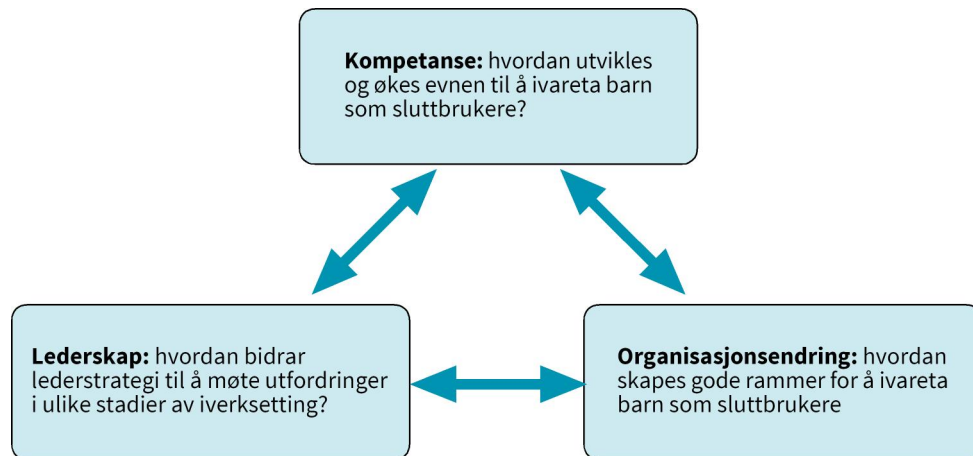 Kompetanse: hvordan utvikles
og økes evnen til å ivareta barn
som sluttbrukere?
Lederskap: hvordan bidrar
lederstrategi til å møte utfordringer
i ulike stadier av iverksetting?
Organisasjonsendring: hvordan
skapes gode rammer for å ivareta
barn som sluttbrukere